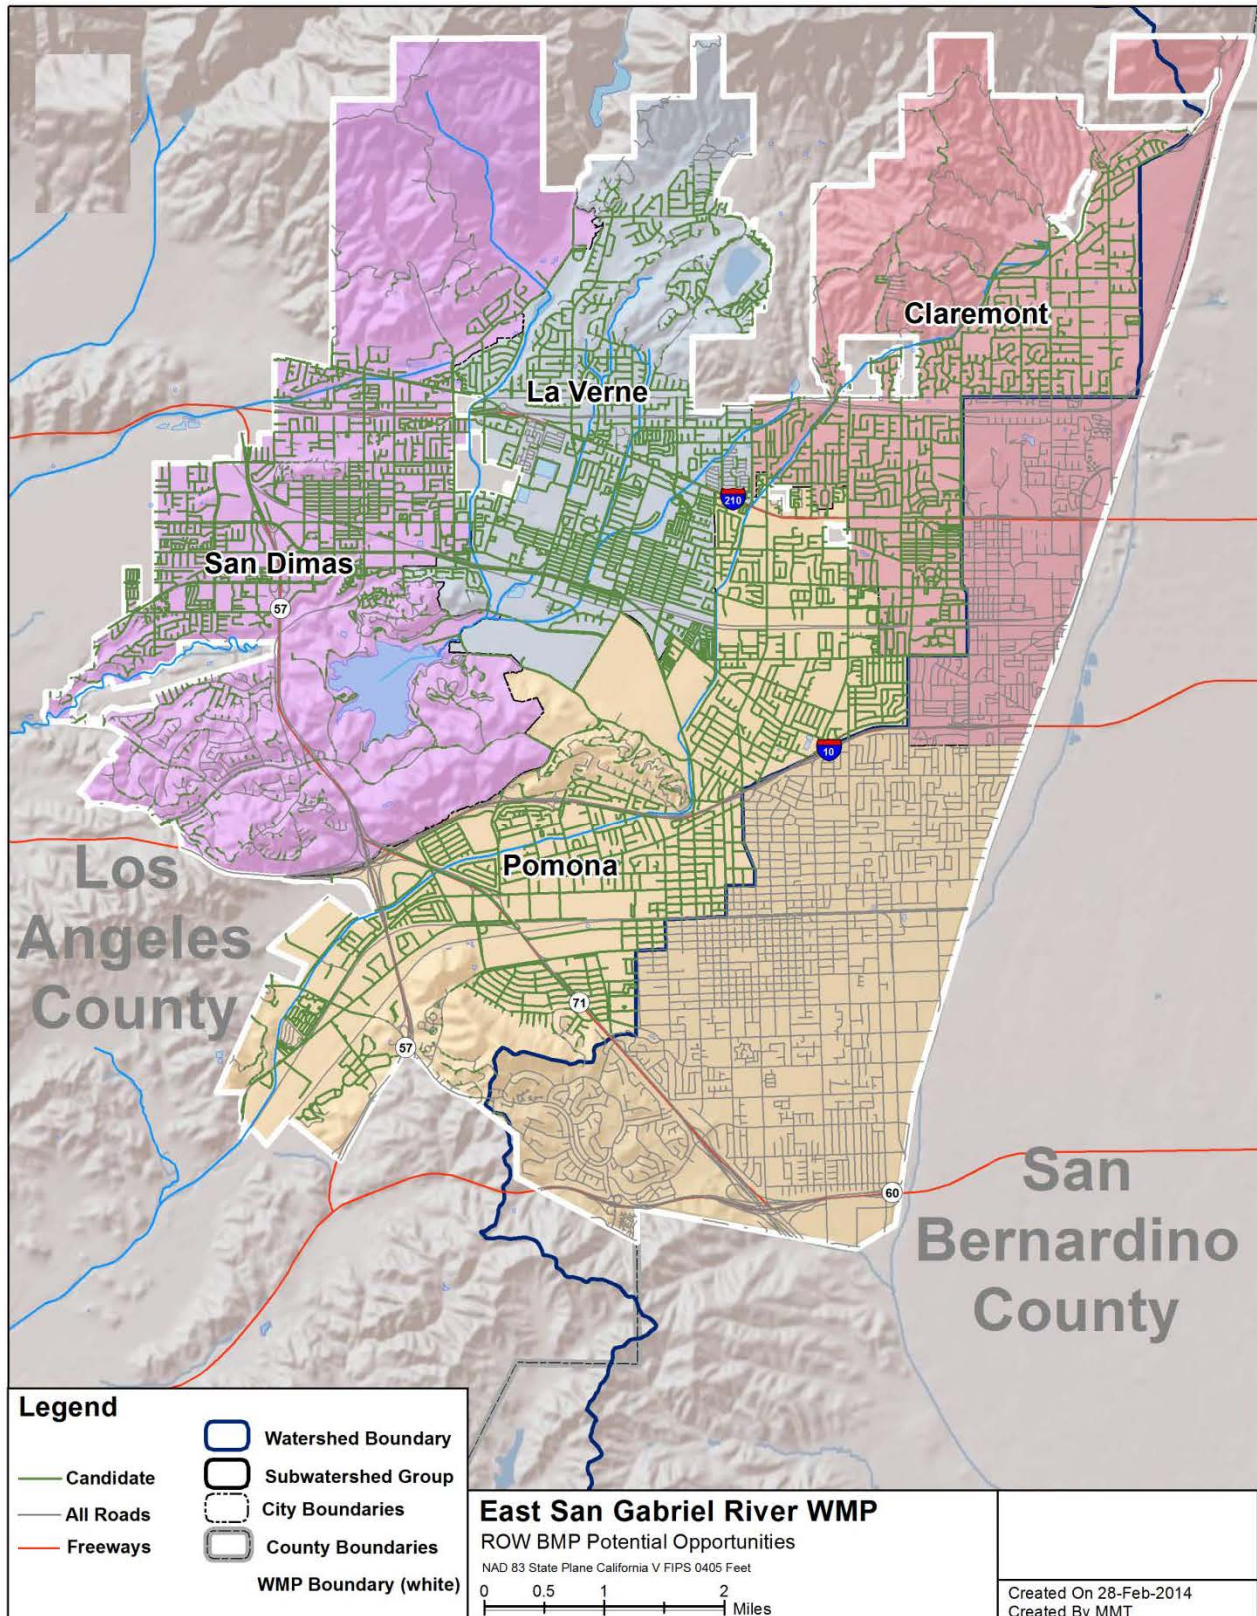 Claremont
La Verne
210
San Dimas
57
10
Pomona
Los
Angeles
County
71
57
San
Bernardino
County
60
Legend
Candidate
All Roads
Freeways
Watershed Boundary
Subwatershed Group
City Boundaries
County Boundaries
WMP Boundary (white)
East San Gabriel River WMP
ROW BMP Potential Opportunities
NAD 83 State Plane California V FIPS 0405 Feet
0 0.5 1 2
Miles
Created On 28-Feb-2014
Created By MMT